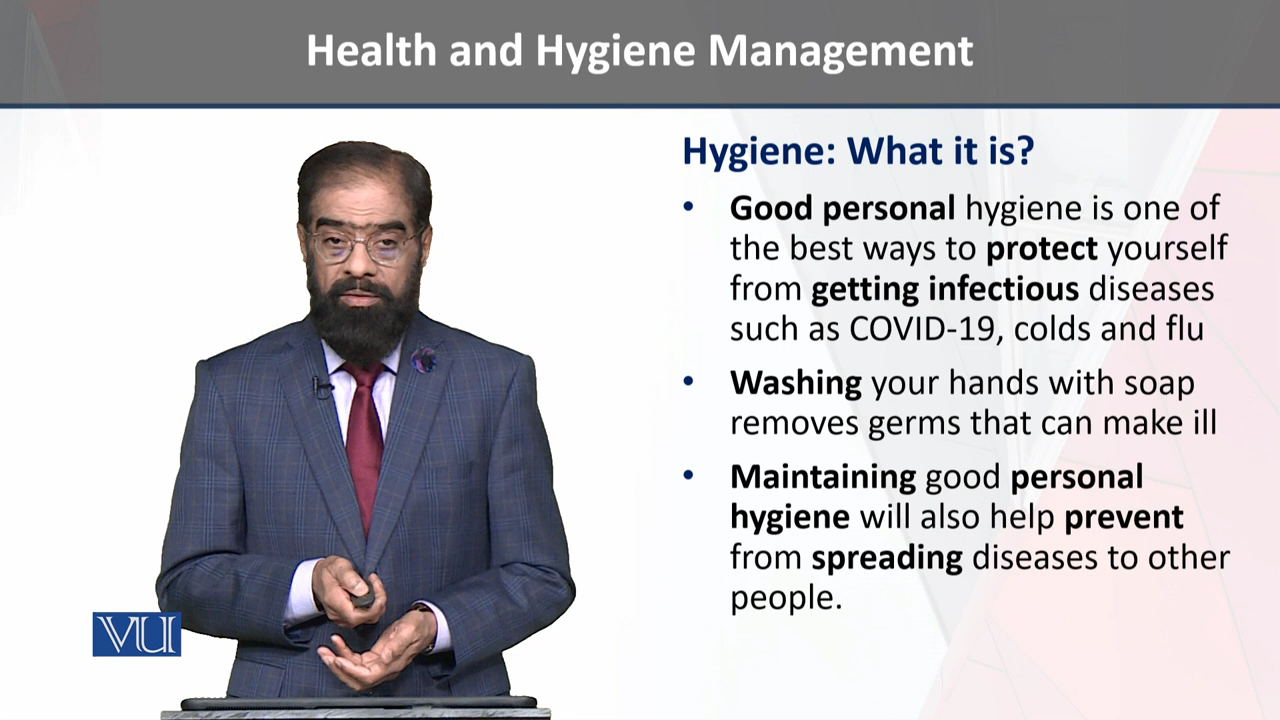 Health and Hygiene Management
Hygiene: What it is?
• Good personal hygiene is one of
the best ways to protect yourself
from getting infectious diseases
such as COVID-19, colds and flu
• Washing your hands with soap
removes germs that can make ill
• Maintaining good personal
hygiene will also help prevent
from spreading diseases to other
people.
VU